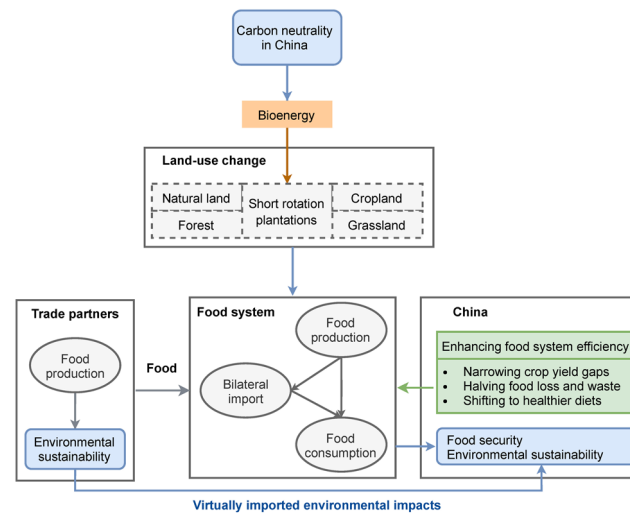 Carbon neutrality
in China
Bioenergy
Land-use change
Natural land
Short rotation
plantations
Cropland
Forest
Grassland
Trade partners
Food
production
Environmental
sustainability
Food
Food system
Food
production
Bilateral
import
Food
consumption
China
Enhancing food system efficiency
• Narrowing crop yield gaps
• Halving food loss and waste
• Shifting to healthier diets
Food security
Environmental sustainability
Virtually imported environmental impacts